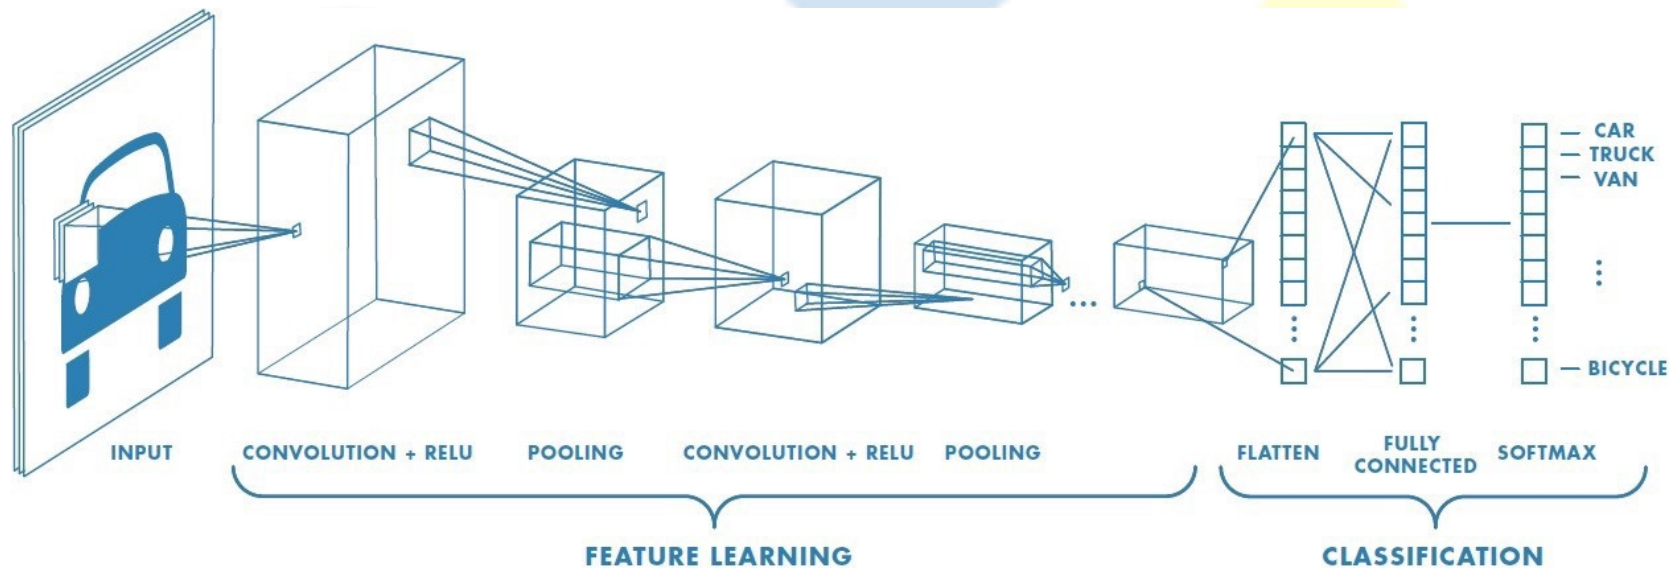 CAR
TRUCK
VAN
BICYCLE
INPUT
CONVOLUTION + RELU
POOLING
CONVOLUTION + RELU
POOLING
FLATTEN
FULLY
CONNECTED
SOFTMAX
FEATURE LEARNING
CLASSIFICATION